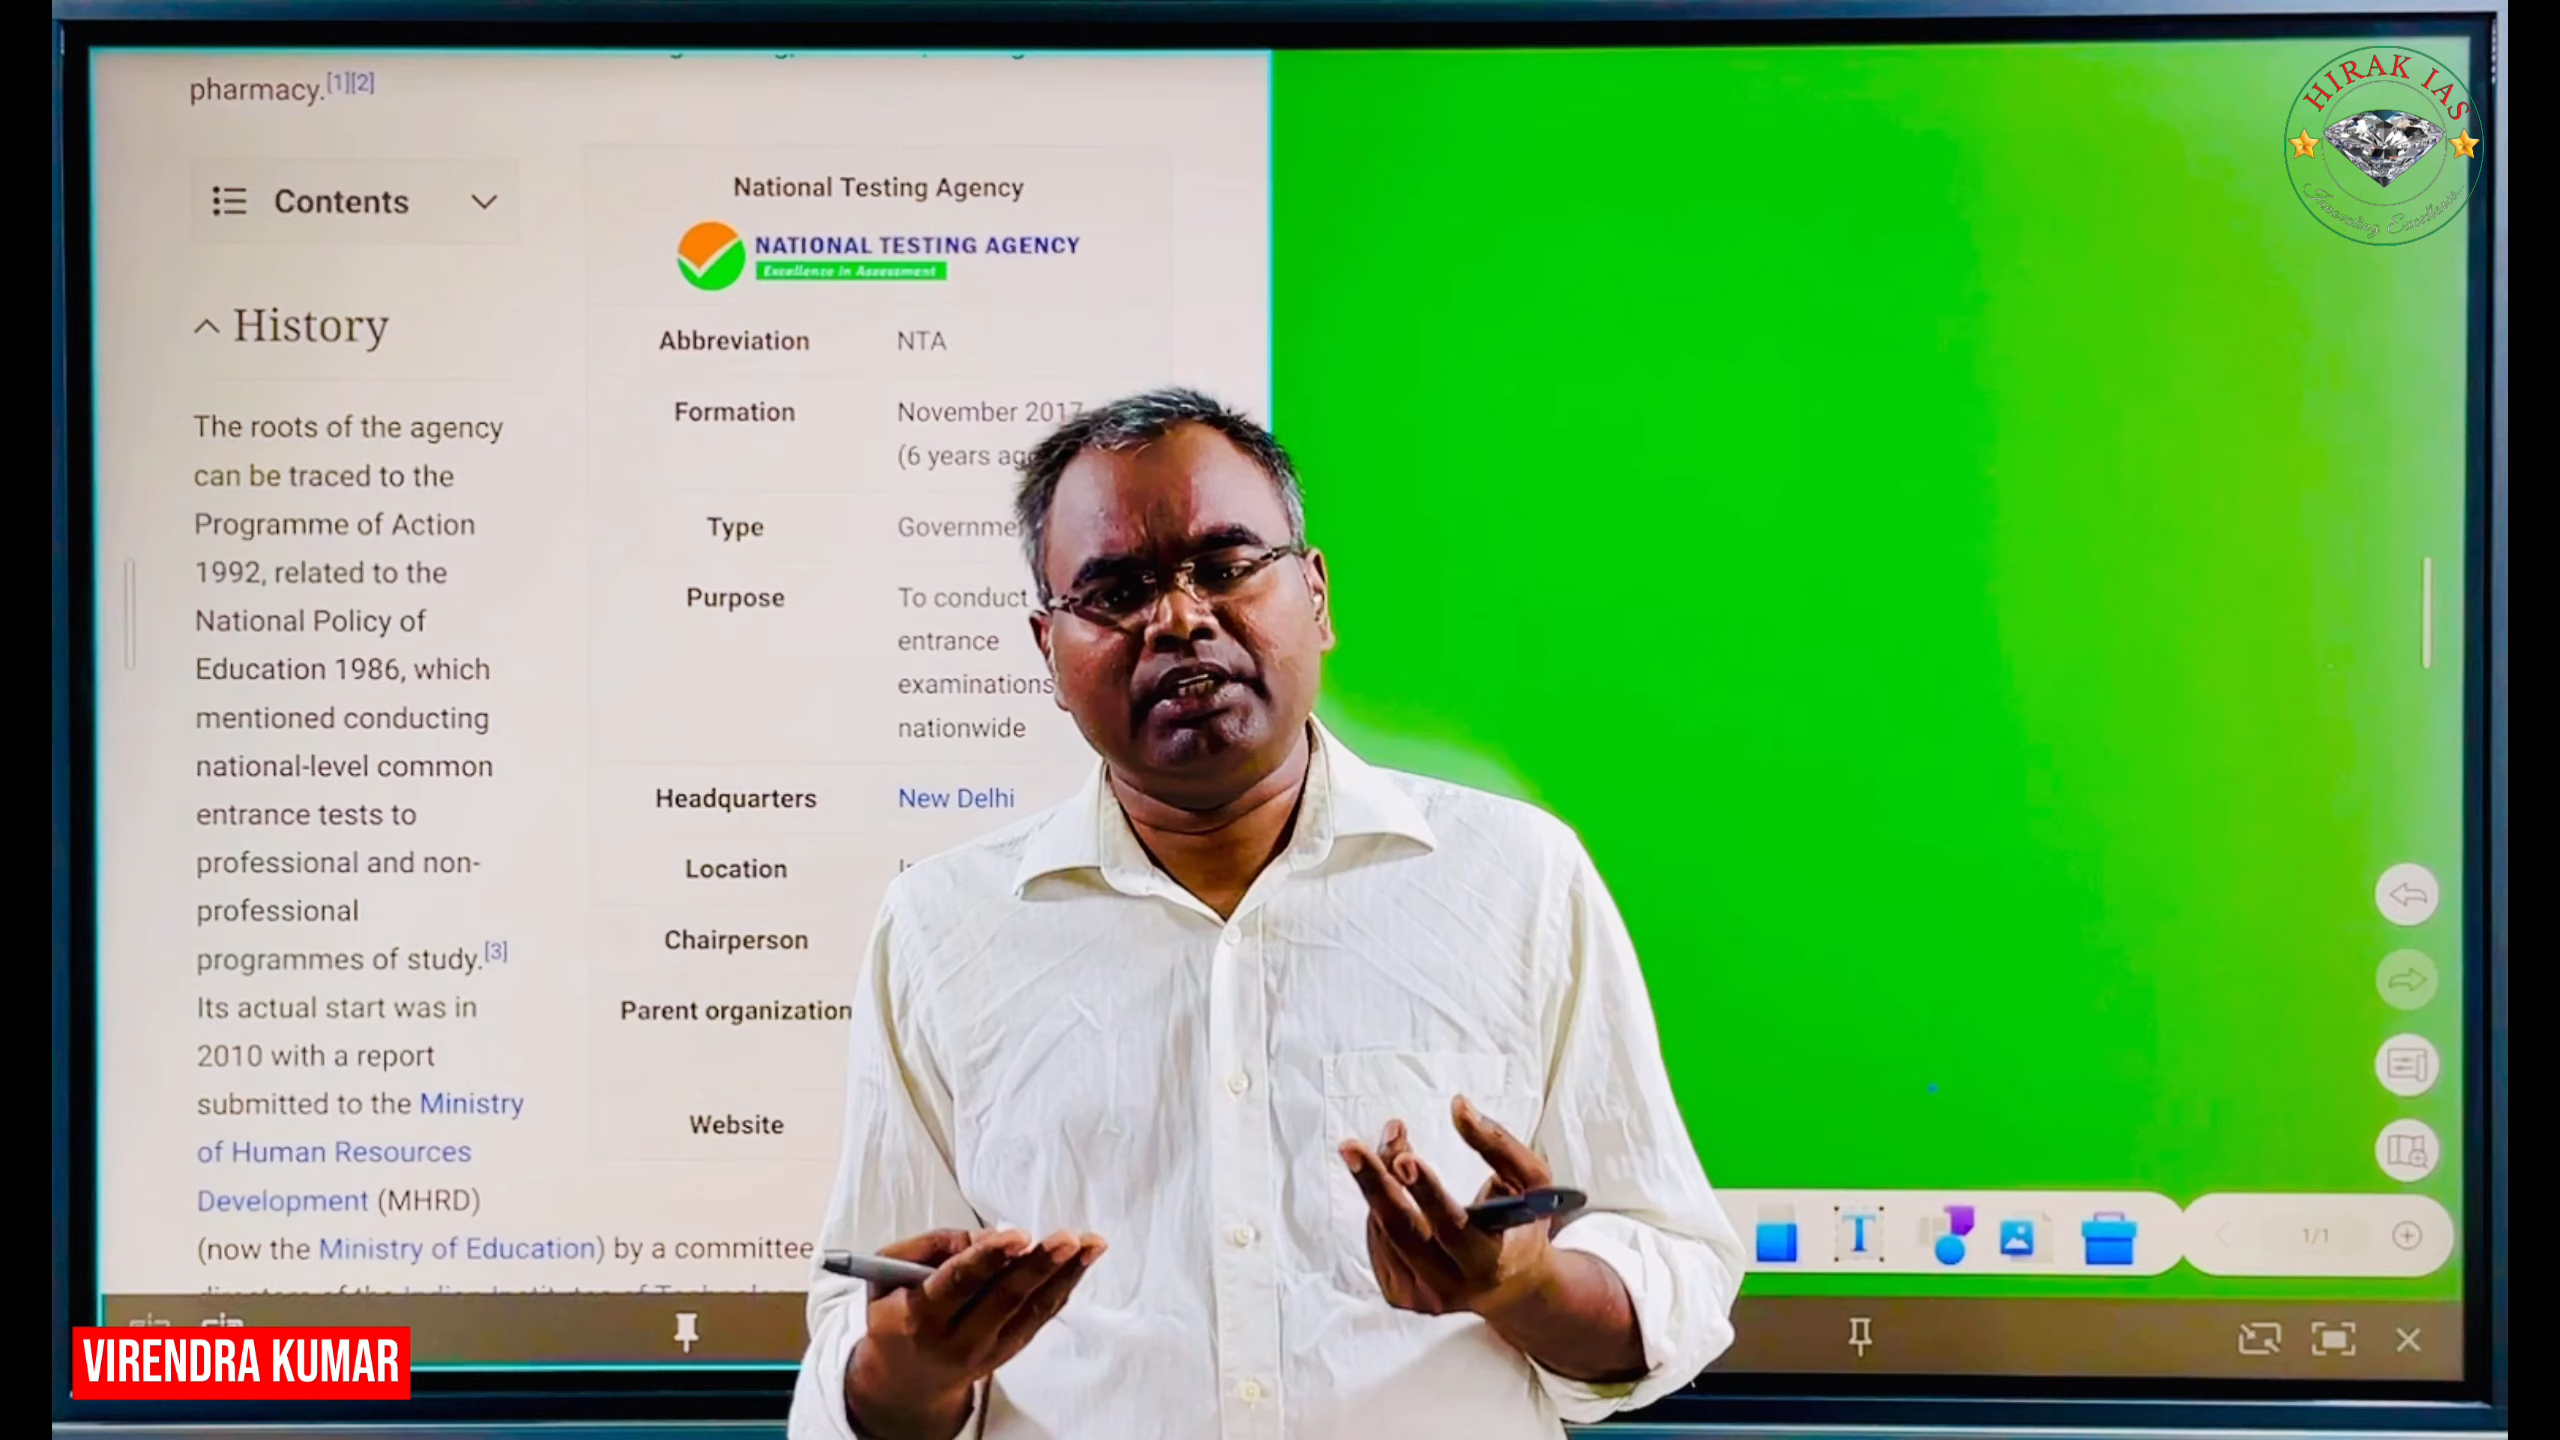 pharmacy.[1][2]
Contents
History
The roots of the agency
can be traced to the
Programme of Action
1992, related to the
National Policy of
Education 1986, which
mentioned conducting
national-level common
entrance tests to
professional and non-
professional
programmes of study.[3]
Its actual start was in
2010 with a report
submitted to the Ministry
of Human Resources
Development (MHRD)
(now the Ministry of Education) by a committee
National Testing Agency
NATIONAL TESTING AGENCY
Excellence in Assessment
Abbreviation NTA
Formation November 2017
(6 years ago
Type
Purpose To conduct
entrance
examinations
nationwide
Headquarters New Delhi
Location
Chairperson
Parent organization
Website
HIRAK IAS
Innovating Excellence...
T
1/1
VIRENDRA KUMAR